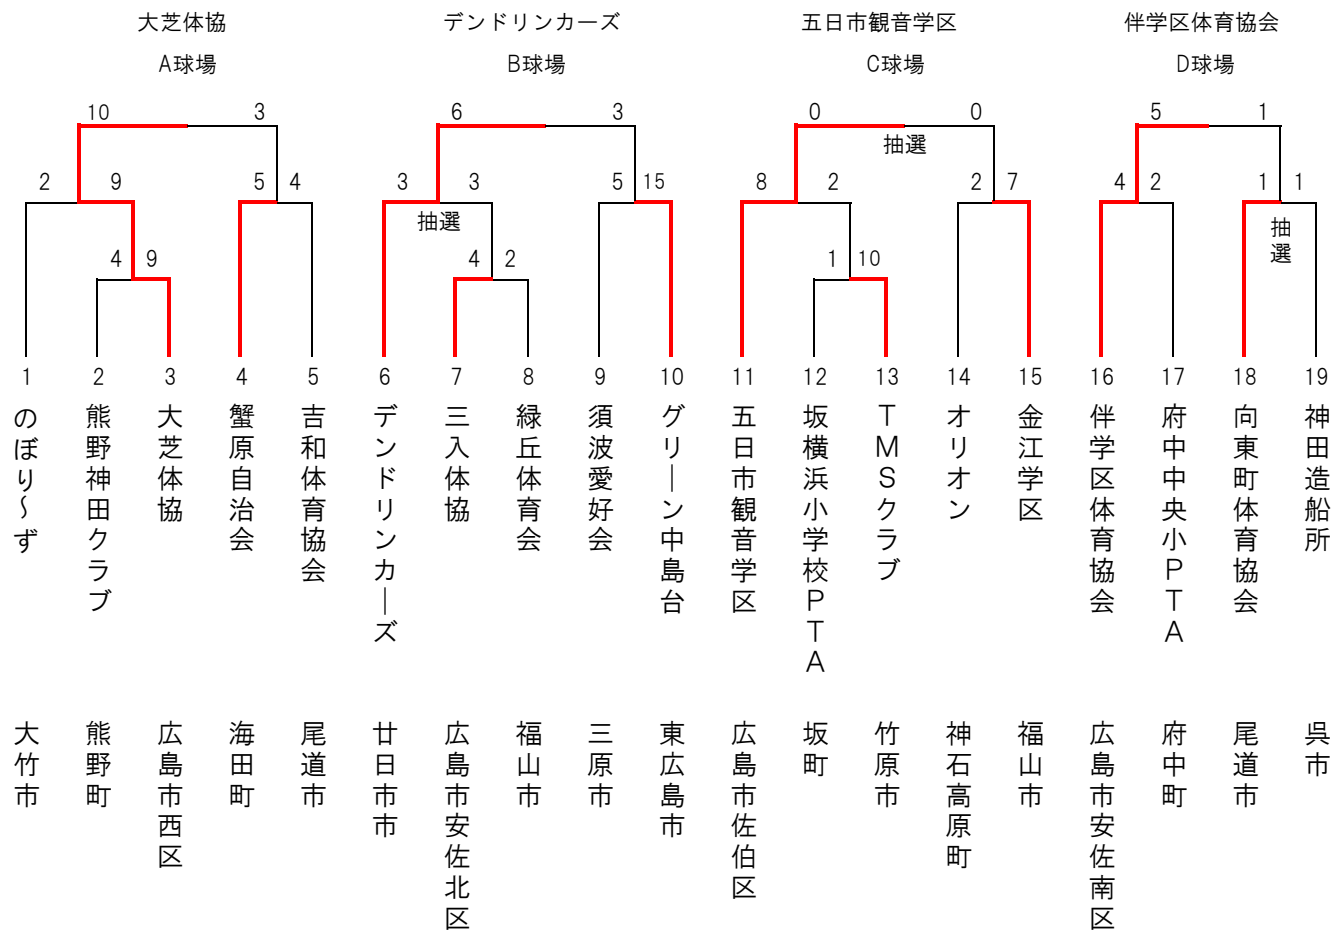 大芝体協 デンドリンカーズ 五日市観音学区 伴学区体育協会
A球場 B球場 C球場 D球場
10 3 6 3 0 0 5 1
抽選
2 9 5 4 3 3 5 15 8 2 2 7 4 2 1 1
抽選 抽選
4 9 4 2 1 10
1 2 3 4 5 6 7 8 9 10 11 12 13 14 15 16 17 18 19
のぼり～ず
熊野神田クラブ
大芝体協
蟹原自治会
吉和体育協会
デンドリンカーズ
三入体協
緑丘体育会
須波愛好会
グリーン中島台
五日市観音学区
坂横浜小学校PTA
TMSクラブ
オリオン
金江学区
伴学区体育協会
府中中央小PTA
向東町体育協会
神田造船所
大竹市
熊野町
広島市西区
海田町
尾道市
廿日市市
広島市安佐北区
福山市
三原市
東広島市
広島市佐伯区
坂町
竹原市
神石高原町
福山市
広島市安佐南区
府中町
尾道市
呉市